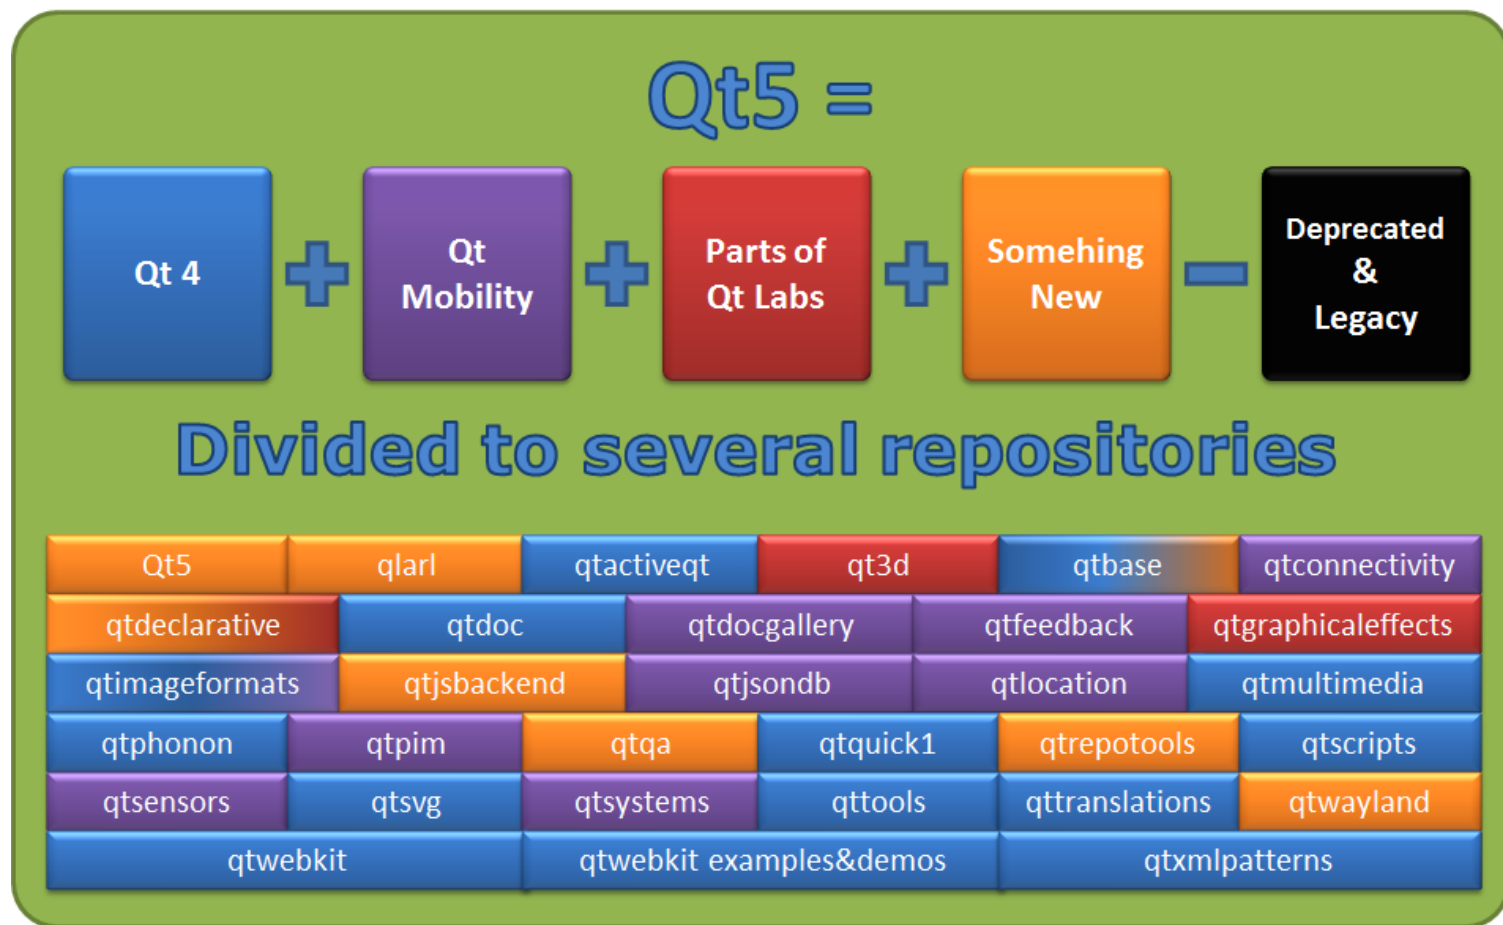 Qt5 =
Qt 4
Qt
Mobility
Parts of
Qt Labs
Somehing
New
Deprecated
&
Legacy
Divided to several repositories
Qt5 qlarl qtactiveqt qt3d qtbase qtconnectivity
qtdeclarative qtdoc qtdocgallery qtfeedback qtgraphicaleffects
qtimageformats qtjsbackend qtjsondb qtlocation qtmultimedia
qtphonon qtpim qtqa qtquick1 qtrepotools qtscripts
qtsensors qtsvg qtsystems qttools qttranslations qtwayland
qtwebkit qtwebkit examples&demos qtxmlpatterns